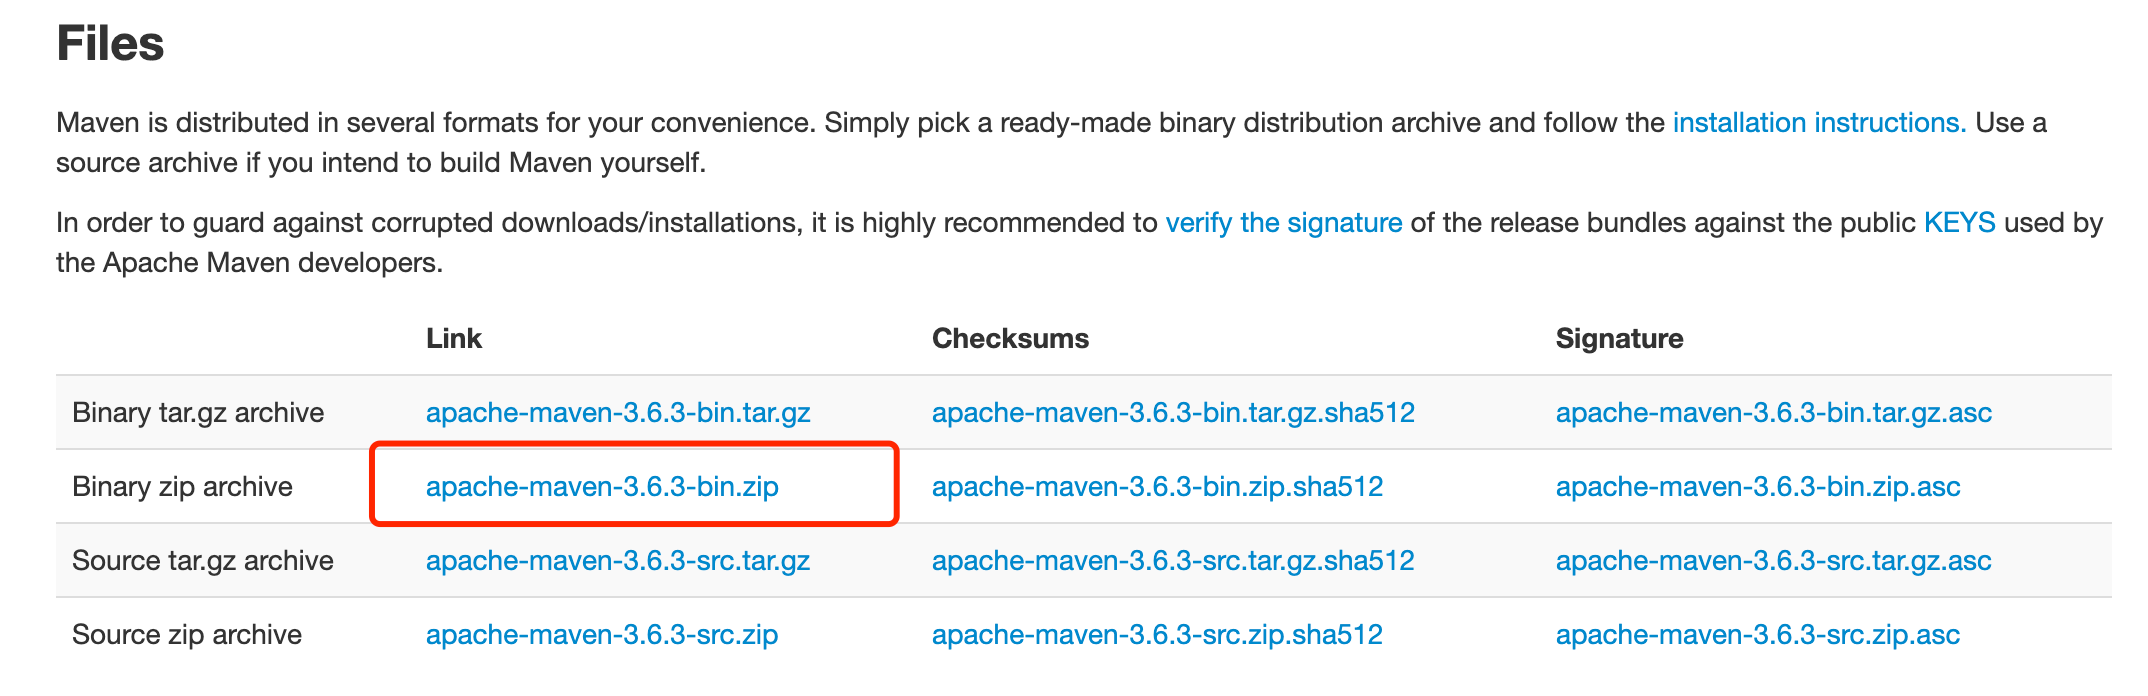 Files
Maven is distributed in several formats for your convenience. Simply pick a ready-made binary distribution archive and follow the installation instructions. Use a
source archive if you intend to build Maven yourself.
In order to guard against corrupted downloads/installations, it is highly recommended to verify the signature of the release bundles against the public KEYS used by
the Apache Maven developers.
Link Checksums Signature
Binary tar.gz archive apache-maven-3.6.3-bin.tar.gz apache-maven-3.6.3-bin.tar.gz.sha512 apache-maven-3.6.3-bin.tar.gz.asc
Binary zip archive apache-maven-3.6.3-bin.zip apache-maven-3.6.3-bin.zip.sha512 apache-maven-3.6.3-bin.zip.asc
Source tar.gz archive apache-maven-3.6.3-src.tar.gz apache-maven-3.6.3-src.tar.gz.sha512 apache-maven-3.6.3-src.tar.gz.asc
Source zip archive apache-maven-3.6.3-src.zip apache-maven-3.6.3-src.zip.sha512 apache-maven-3.6.3-src.zip.asc